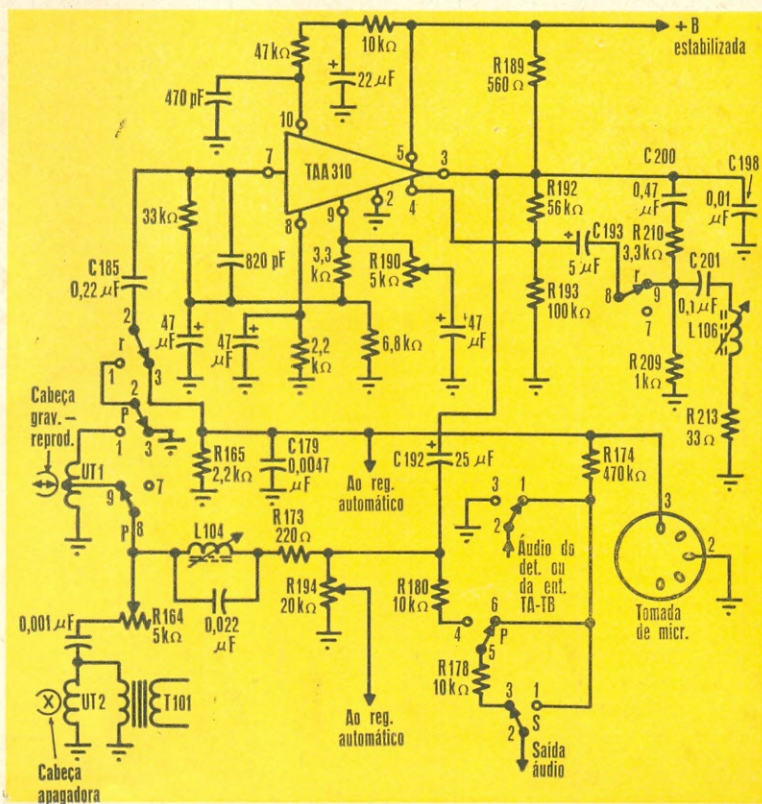 + B
estabilizada
10kΩ
47kΩ
22 µF
470 pF
R189
560 Ω
10
5
7
3
TAA310
C200
C198
4
2
9
8
R192
56kΩ
0,47
µF
0,01
µF
33kΩ
3,3
kΩ
R190
5kΩ
C193
5 µF
R210
3,3kΩ
C201
C185
0,22 µF
820 pF
r
8
9
7
0,1µF
L106
2
r
1
3
47
µF
47
µF
2,2
kΩ
6,8kΩ
47
µF
R193
100kΩ
R209
1kΩ
Cabeça
grav. –
reprod.
2
P
1
3
R213
33Ω
UT1
7
9
8
P
R165
2,2kΩ
C179
0,0047
µF
Ao reg.
automático
C192
25 µF
R174
470kΩ
3
2
L104
R173
220Ω
3
1
2
Áudio do
det. ou
da ent.
TA-TB
Tomada
de micr.
0,001µF
R164
5kΩ
0,022
µF
R194
20kΩ
R180
10kΩ
4
6
P
5
R178
10kΩ
3
1
S
2
UT2
T101
Ao reg.
automático
Saída
áudio
Cabeça
apagadora